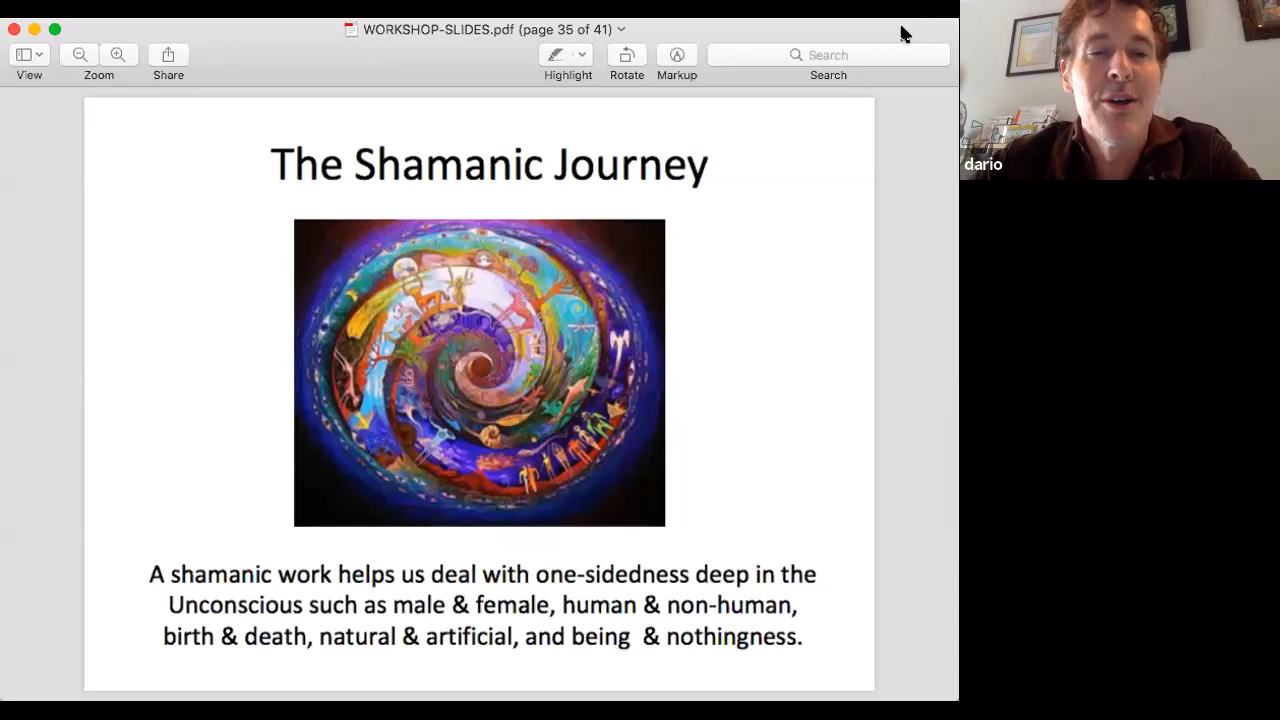 WORKSHOP-SLIDES.pdf (page 35 of 41)
View
Zoom
Share
Highlight
Rotate
Markup
Search
Search
dario
The Shamanic Journey
A shamanic work helps us deal with one-sidedness deep in the
Unconscious such as male & female, human & non-human,
birth & death, natural & artificial, and being & nothingness.